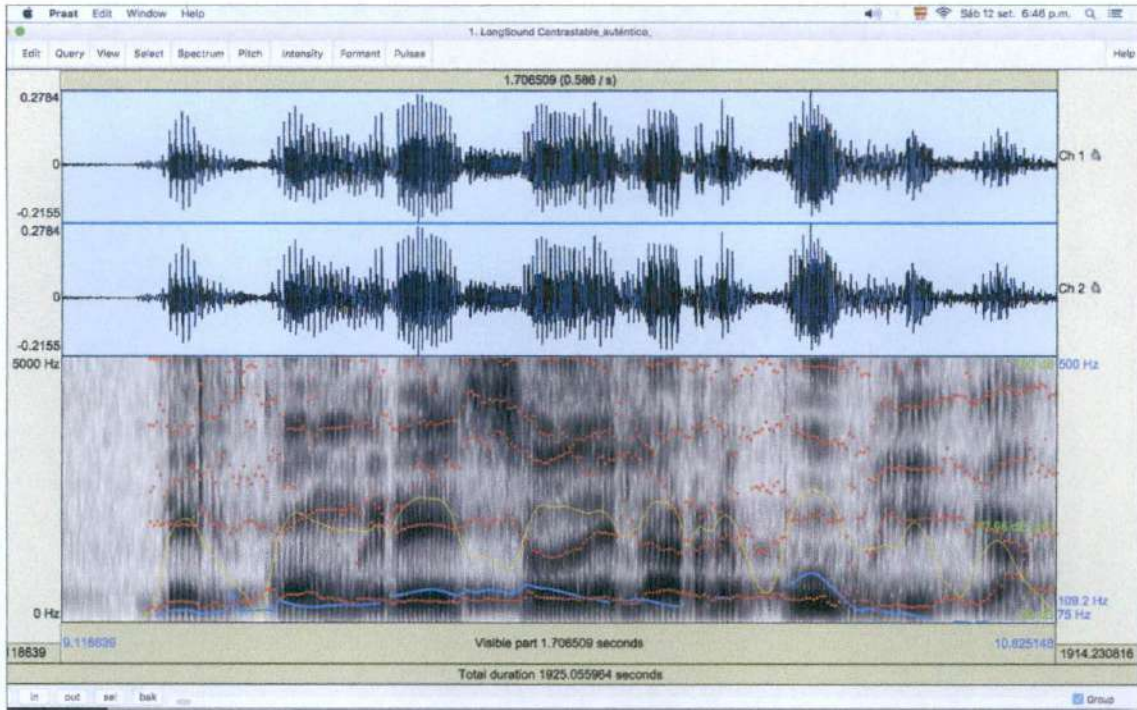 Praat Edit Window Help Sáb 12 set. 6:46 p.m.
1. LongSound Contrastable_auténtico_
Edit Query View Select Spectrum Pitch Intensity Formant Pulses Help
1.706509 (0.586 / s)
0.2784
0
-0.2155
Ch 1
0.2784
0
-0.2155
Ch 2
5000 Hz
500 Hz
0 Hz
109.2 Hz
75 Hz
18639
9.118639 Visible part 1.706509 seconds 10.825148
1914.230816
Total duration 1925.055964 seconds
in out sel bak Group